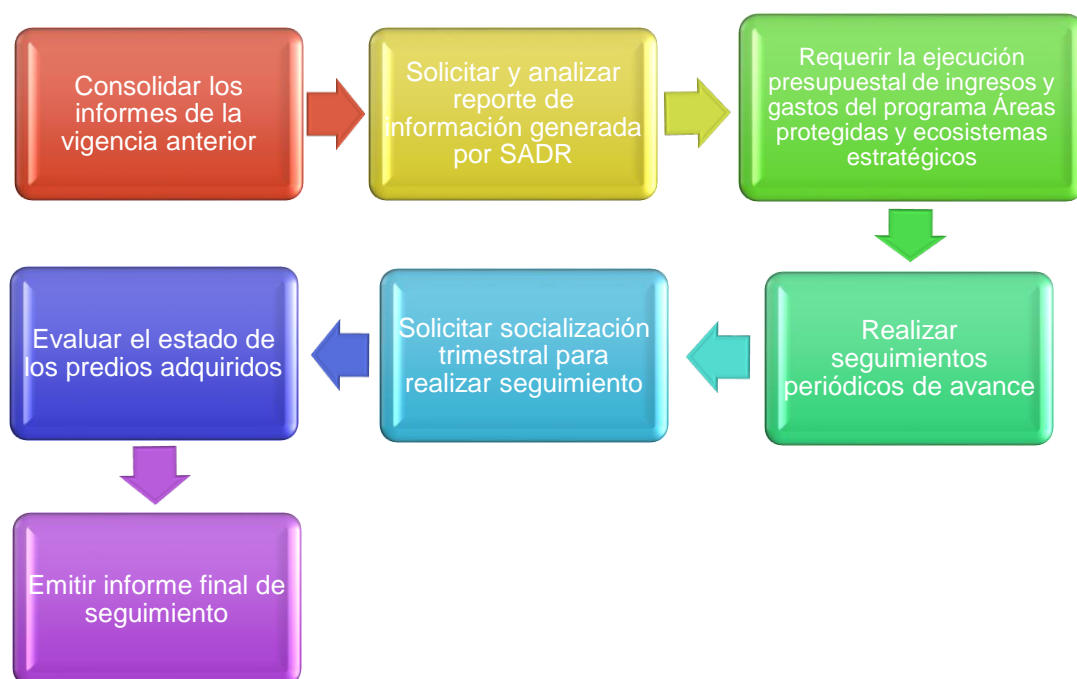 Consolidar los
informes de la
vigencia anterior
Solicitar y analizar
reporte de
información generada
por SADR
Requerir la ejecución
presupuestal de ingresos y
gastos del programa Áreas
protegidas y ecosistemas
estratégicos
Realizar
seguimientos
periódicos de avance
Solicitar socialización
trimestral para
realizar seguimiento
Evaluar el estado de
los predios adquiridos
Emitir informe final de
seguimiento